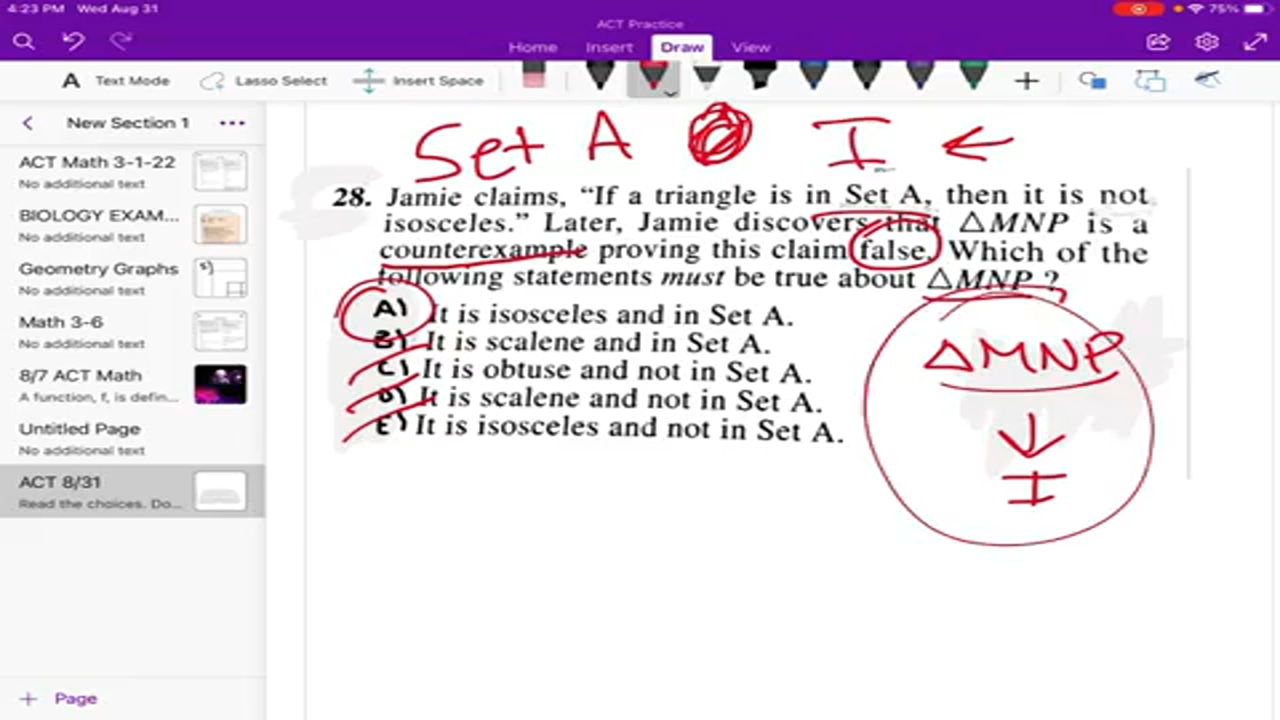 4:23 PM Wed Aug 31
75%
ACT Practice
Home Insert Draw View
A Text Mode Lasso Select Insert Space
New Section 1
ACT Math 3-1-22
No additional text
BIOLOGY EXAM...
No additional text
Geometry Graphs
No additional text
Math 3-6
No additional text
8/7 ACT Math
A function, f, is defin...
Untitled Page
No additional text
ACT 8/31
Read the choices. Do...
+ Page
Set A I ←
28. Jamie claims, “If a triangle is in Set A, then it is not
isosceles.” Later, Jamie discovers that △MNP is a
counterexample proving this claim false. Which of the
following statements must be true about △MNP ?
A) It is isosceles and in Set A.
B) It is scalene and in Set A.
C) It is obtuse and not in Set A.
D) It is scalene and not in Set A.
E) It is isosceles and not in Set A.
△MNP
↓
I